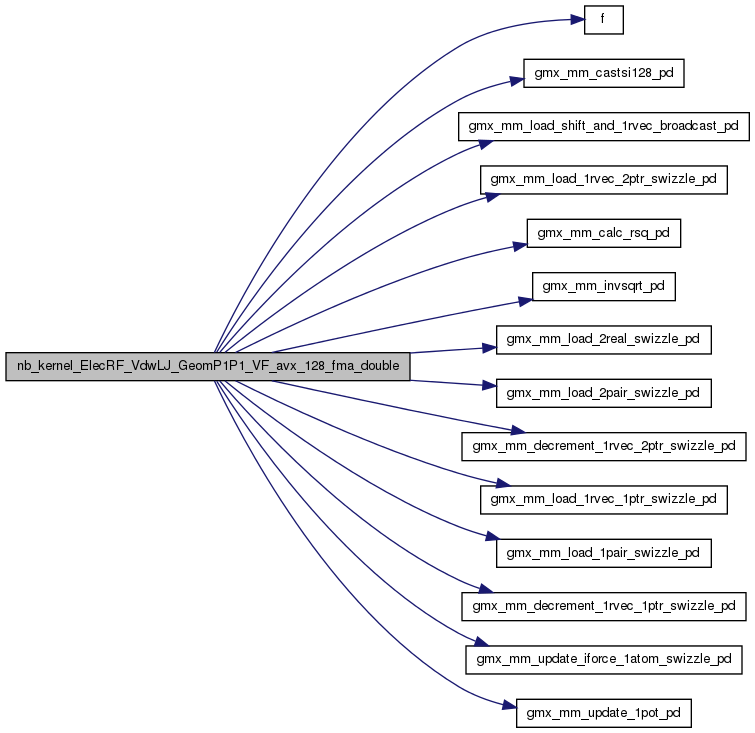 f
gmx_mm_castsi128_pd
gmx_mm_load_shift_and_1rvec_broadcast_pd
gmx_mm_load_1rvec_2ptr_swizzle_pd
gmx_mm_calc_rsq_pd
gmx_mm_invsqrt_pd
gmx_mm_load_2real_swizzle_pd
nb_kernel_ElecRF_VdwLJ_GeomP1P1_VF_avx_128_fma_double
gmx_mm_load_2pair_swizzle_pd
gmx_mm_decrement_1rvec_2ptr_swizzle_pd
gmx_mm_load_1rvec_1ptr_swizzle_pd
gmx_mm_load_1pair_swizzle_pd
gmx_mm_decrement_1rvec_1ptr_swizzle_pd
gmx_mm_update_iforce_1atom_swizzle_pd
gmx_mm_update_1pot_pd